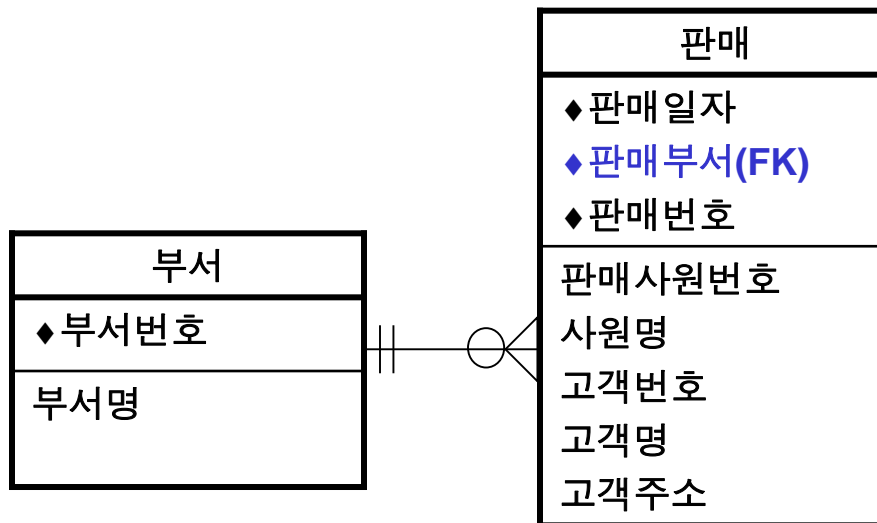 부서
♦부서번호
부서명
판매
♦판매일자
♦판매부서(FK)
♦판매번호
판매사원번호
사원명
고객번호
고객명
고객주소